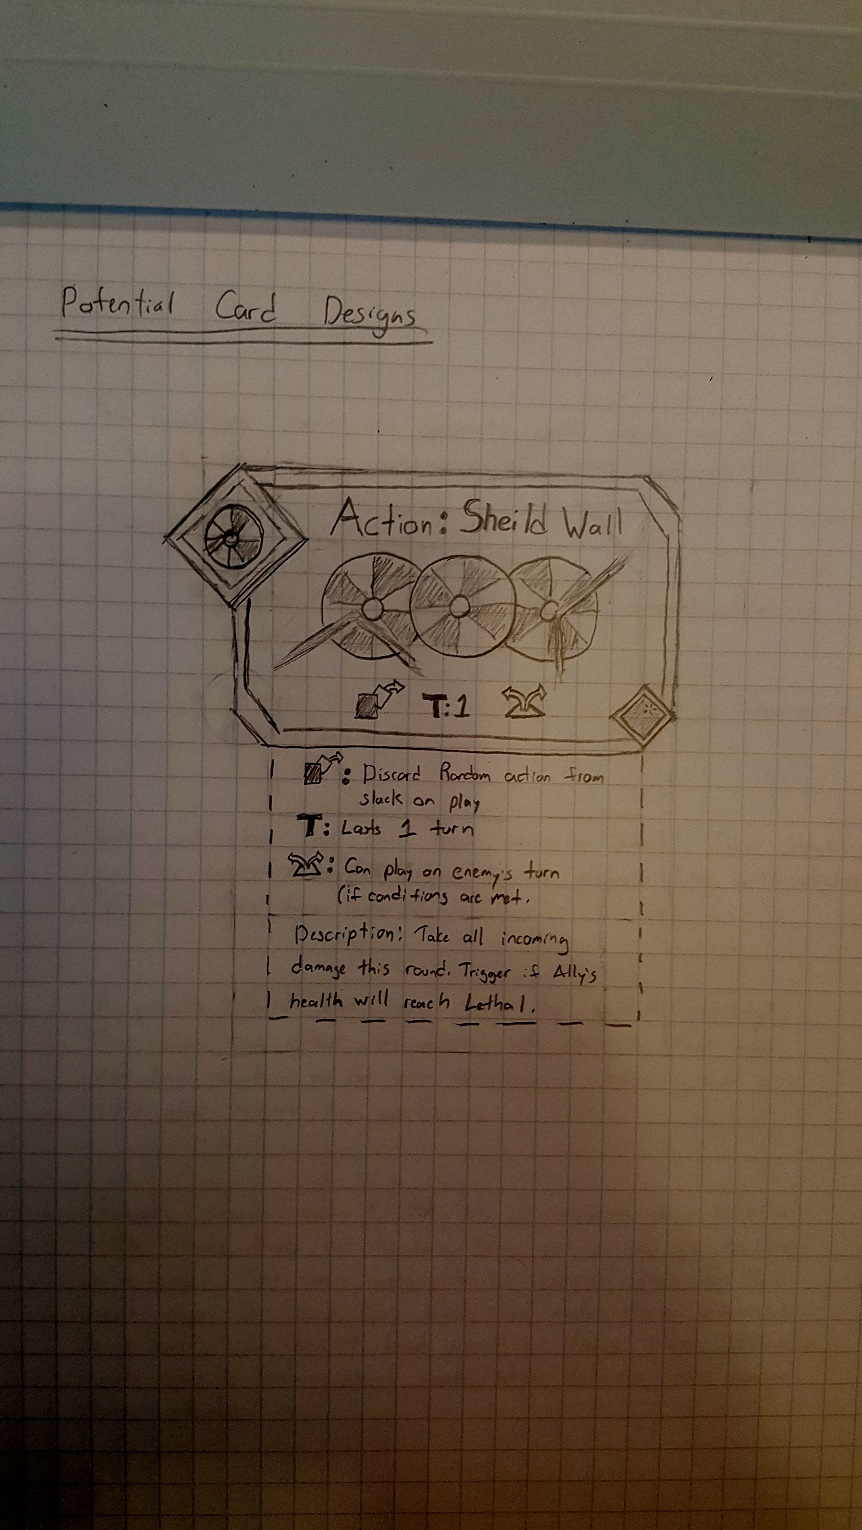 Potential Card Designs
Action: Sheild Wall
T:1
: Discard Random action from
stack on play
T: Lasts 1 turn
: Can play on enemy's turn
(if conditions are met.
Description: Take all incoming
damage this round. Trigger if Ally's
health will reach Lethal.